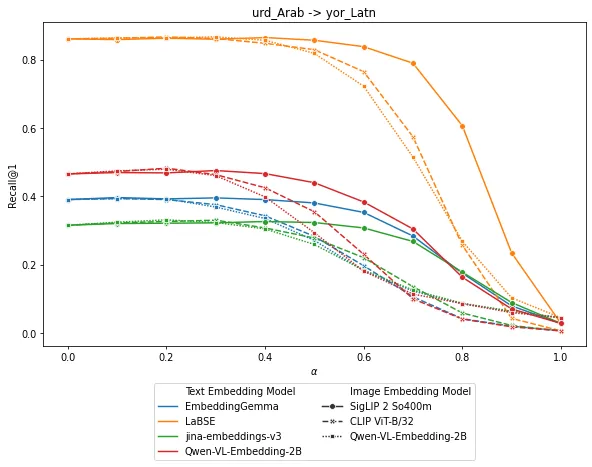 urd_Arab -> yor_Latn
Recall@1
0.8
0.6
0.4
0.2
0.0
0.0 0.2 0.4 0.6 0.8 1.0
α
Text Embedding Model Image Embedding Model
EmbeddingGemma SigLIP 2 So400m
LaBSE CLIP ViT-B/32
jina-embeddings-v3 Qwen-VL-Embedding-2B
Qwen-VL-Embedding-2B